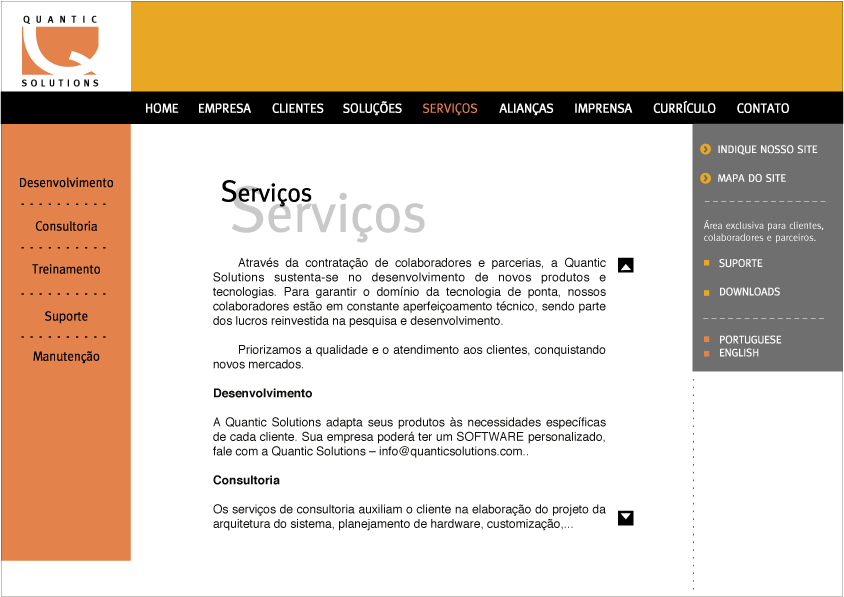 QUANTIC
SOLUTIONS
HOME EMPRESA CLIENTES SOLUÇÕES SERVIÇOS ALIANÇAS IMPRENSA CURRÍCULO CONTATO
Desenvolvimento
Consultoria
Treinamento
Suporte
Manutenção
Serviços
Serviços
Através da contratação de colaboradores e parcerias, a Quantic
Solutions sustenta-se no desenvolvimento de novos produtos e
tecnologias. Para garantir o domínio da tecnologia de ponta, nossos
colaboradores estão em constante aperfeiçoamento técnico, sendo parte
dos lucros reinvestida na pesquisa e desenvolvimento.
Priorizamos a qualidade e o atendimento aos clientes, conquistando
novos mercados.
Desenvolvimento
A Quantic Solutions adapta seus produtos às necessidades específicas
de cada cliente. Sua empresa poderá ter um SOFTWARE personalizado,
fale com a Quantic Solutions – info@quanticsolutions.com..
Consultoria
Os serviços de consultoria auxiliam o cliente na elaboração do projeto da
arquitetura do sistema, planejamento de hardware, customização,...
INDIQUE NOSSO SITE
MAPA DO SITE
Área exclusiva para clientes,
colaboradores e parceiros.
SUPORTE
DOWNLOADS
PORTUGUESE
ENGLISH